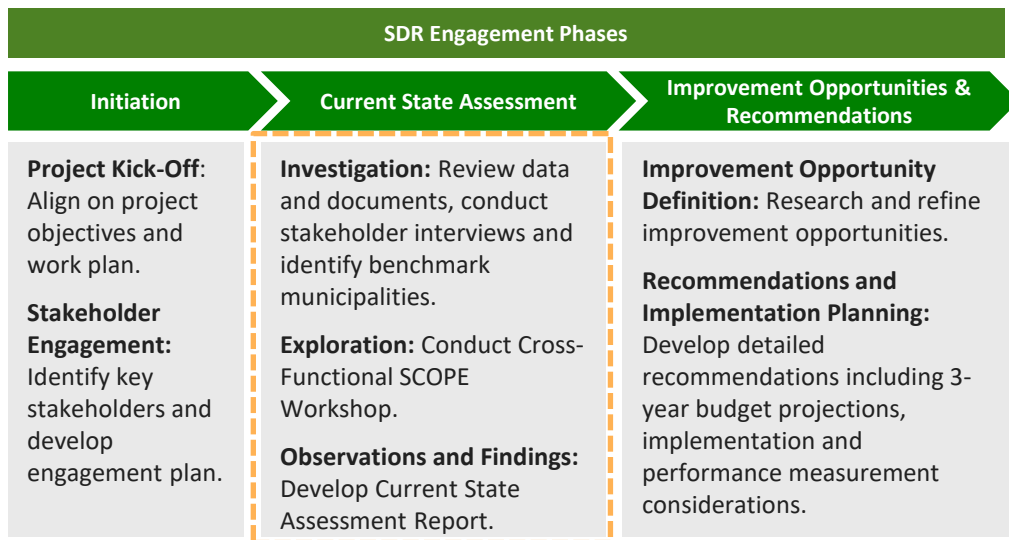 SDR Engagement Phases
Initiation
Current State Assessment
Improvement Opportunities &
Recommendations
Project Kick-Off:
Align on project
objectives and
work plan.
Stakeholder
Engagement:
Identify key
stakeholders and
develop
engagement plan.
Investigation: Review data
and documents, conduct
stakeholder interviews and
identify benchmark
municipalities.
Exploration: Conduct Cross-
Functional SCOPE
Workshop.
Observations and Findings:
Develop Current State
Assessment Report.
Improvement Opportunity
Definition: Research and refine
improvement opportunities.
Recommendations and
Implementation Planning:
Develop detailed
recommendations including 3-
year budget projections,
implementation and
performance measurement
considerations.